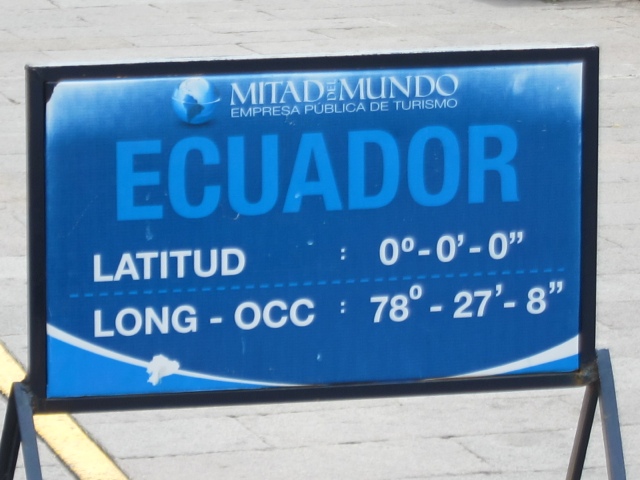 MITAD DEL MUNDO
EMPRESA PÚBLICA DE TURISMO
ECUADOR
LATITUD : 0º-0'-0”
LONG - OCC : 78º - 27'- 8”